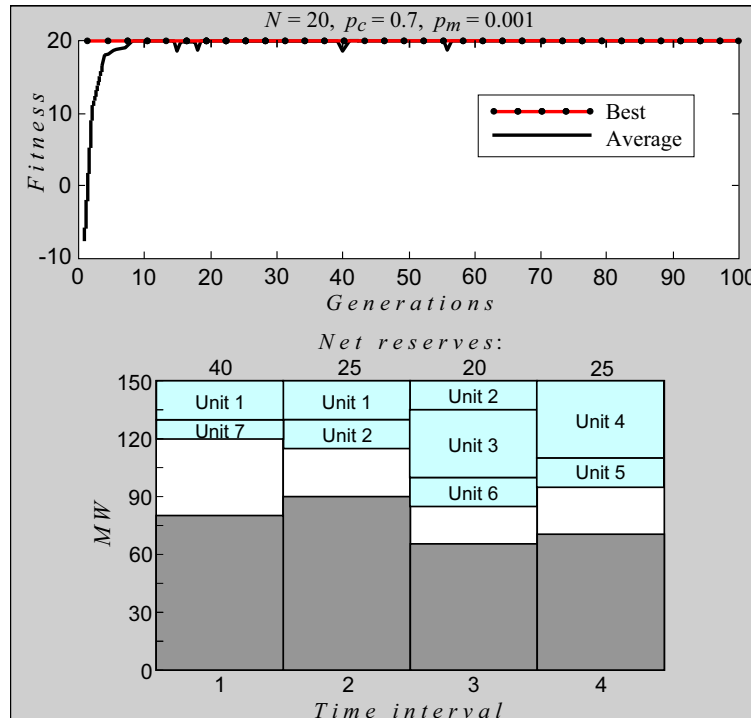 N = 20, p_c = 0.7, p_m = 0.001
20
10
0
-10
Fitness
Best
Average
0 10 20 30 40 50 60 70 80 90 100
Generations
Net reserves:
40 25 20 25
150
120
90
60
30
0
MW
Unit 1
Unit 7
Unit 1
Unit 2
Unit 2
Unit 3
Unit 6
Unit 4
Unit 5
1 2 3 4
Time interval